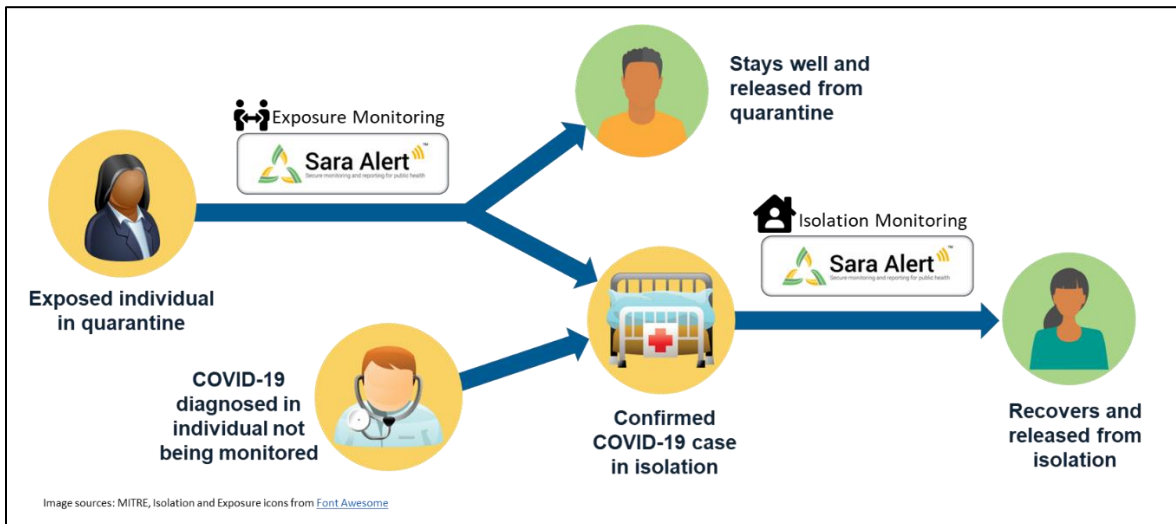 Exposure Monitoring
Sara Alert™
Secure monitoring and reporting for public health
Stays well and
released from
quarantine
Exposed individual
in quarantine
Isolation Monitoring
Sara Alert™
Secure monitoring and reporting for public health
COVID-19
diagnosed in
individual not
being monitored
Confirmed
COVID-19 case
in isolation
Recovers and
released from
isolation
Image sources: MITRE, Isolation and Exposure icons from Font Awesome